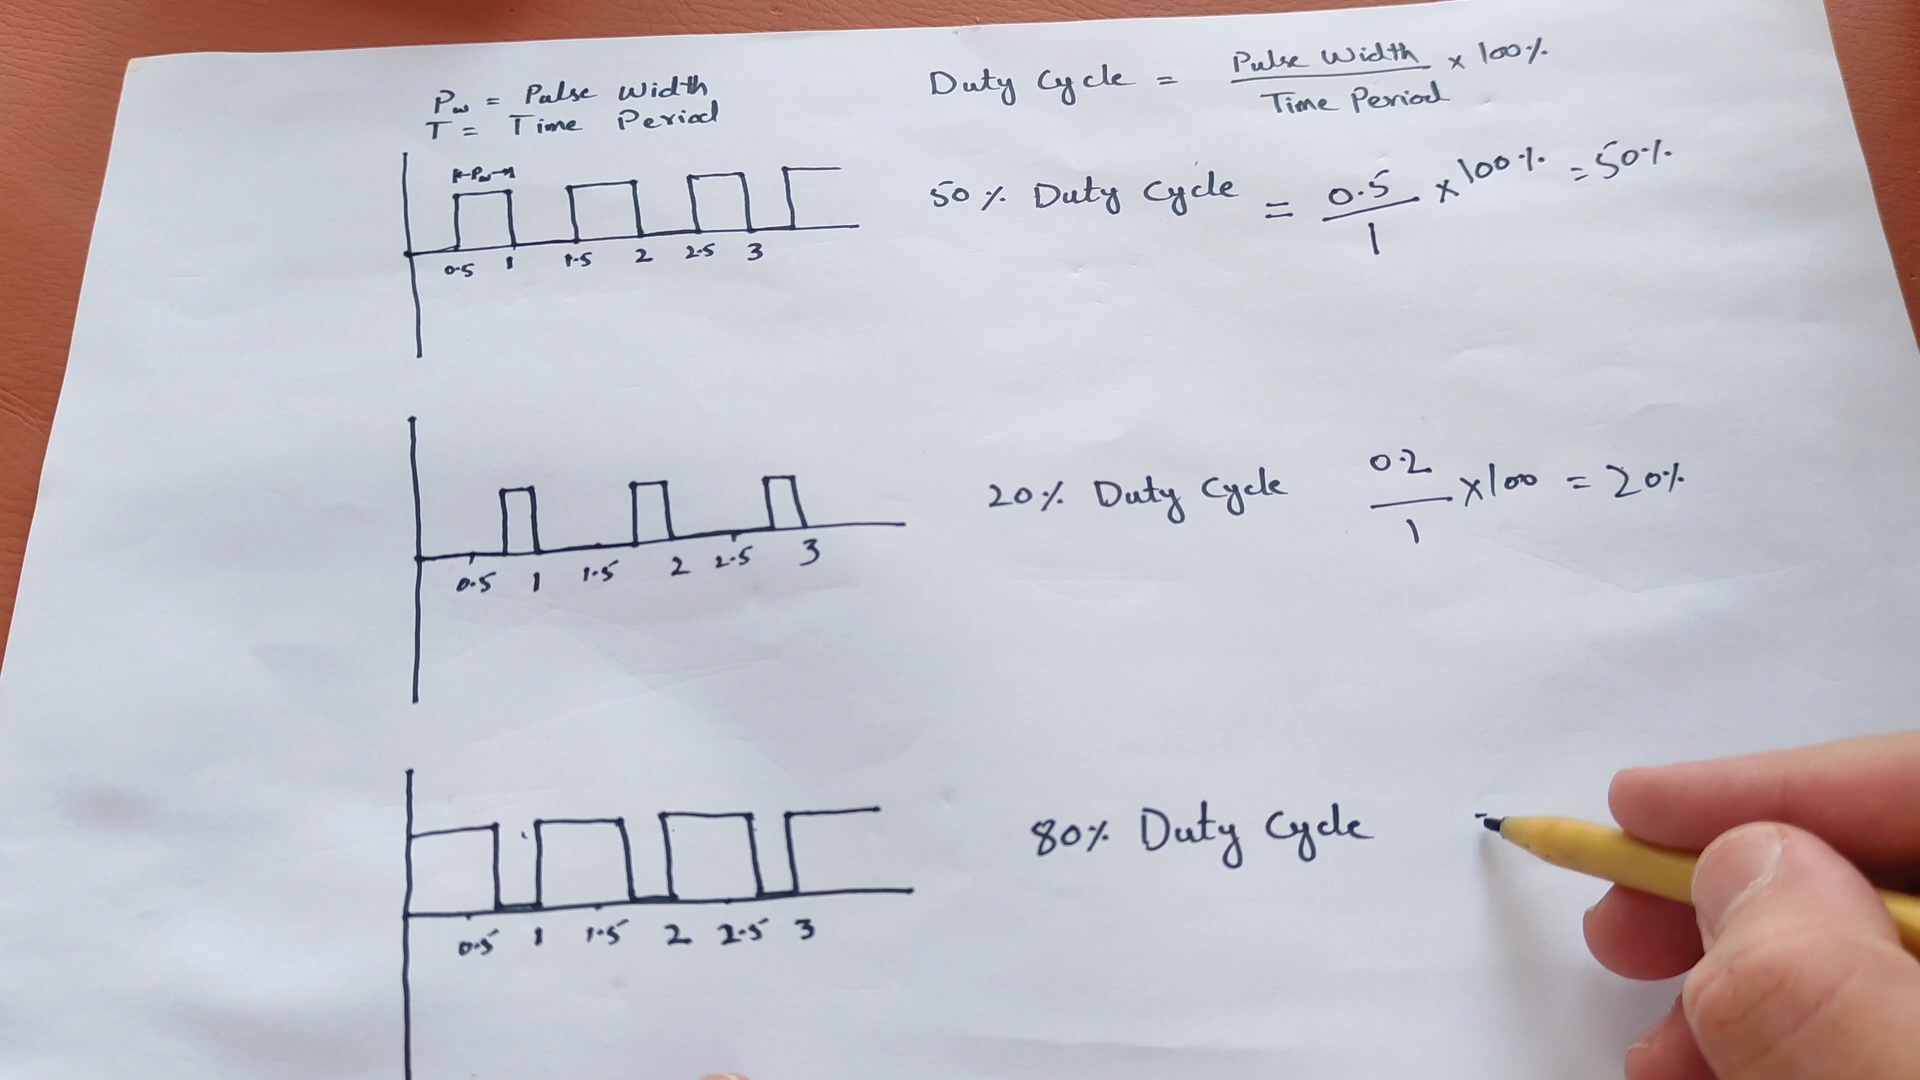 Pw = Pulse Width
T = Time Period
Duty Cycle = Pulse Width / Time Period x 100%
Pw
0.5 1 1.5 2 2.5 3
50% Duty Cycle = 0.5 / 1 x 100% = 50%
0.5 1 1.5 2 2.5 3
20% Duty Cycle 0.2 / 1 x 100 = 20%
0.5 1 1.5 2 2.5 3
80% Duty Cycle